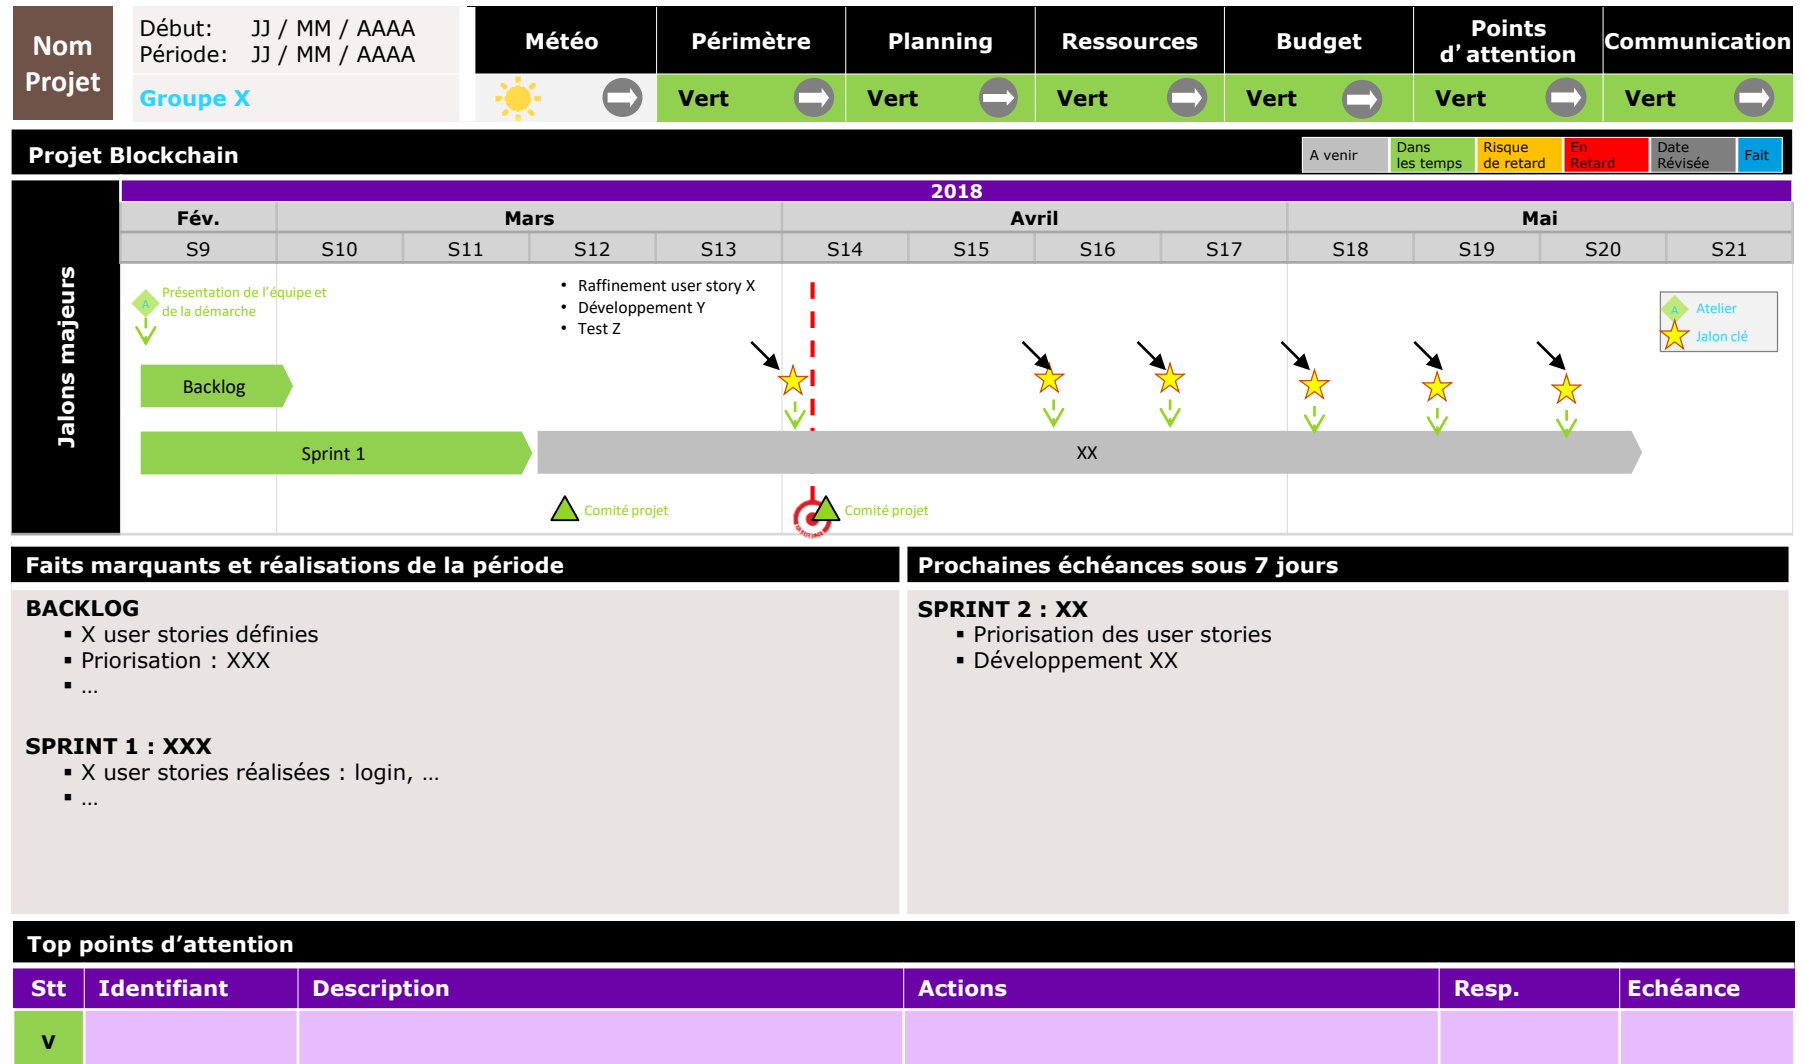 Nom
Projet
Début: JJ / MM / AAAA
Période: JJ / MM / AAAA
Groupe X
Météo
Périmètre
Planning
Ressources
Budget
Points
d’attention
Communication
Vert
Vert
Vert
Vert
Vert
Vert
Projet Blockchain
A venir
Dans
les temps
Risque
de retard
En
Retard
Date
Révisée
Fait
2018
Fév.
Mars
Avril
Mai
S9
S10
S11
S12
S13
S14
S15
S16
S17
S18
S19
S20
S21
Jalons majeurs
A
Présentation de l’équipe et
de la démarche
• Raffinement user story X
• Développement Y
• Test Z
A Atelier
Jalon clé
Backlog
Sprint 1
XX
Comité projet
Comité projet
Faits marquants et réalisations de la période
BACKLOG
▪ X user stories définies
▪ Priorisation : XXX
▪ …
SPRINT 1 : XXX
▪ X user stories réalisées : login, …
▪ …
Prochaines échéances sous 7 jours
SPRINT 2 : XX
▪ Priorisation des user stories
▪ Développement XX
Top points d’attention
Stt
Identifiant
Description
Actions
Resp.
Echéance
V